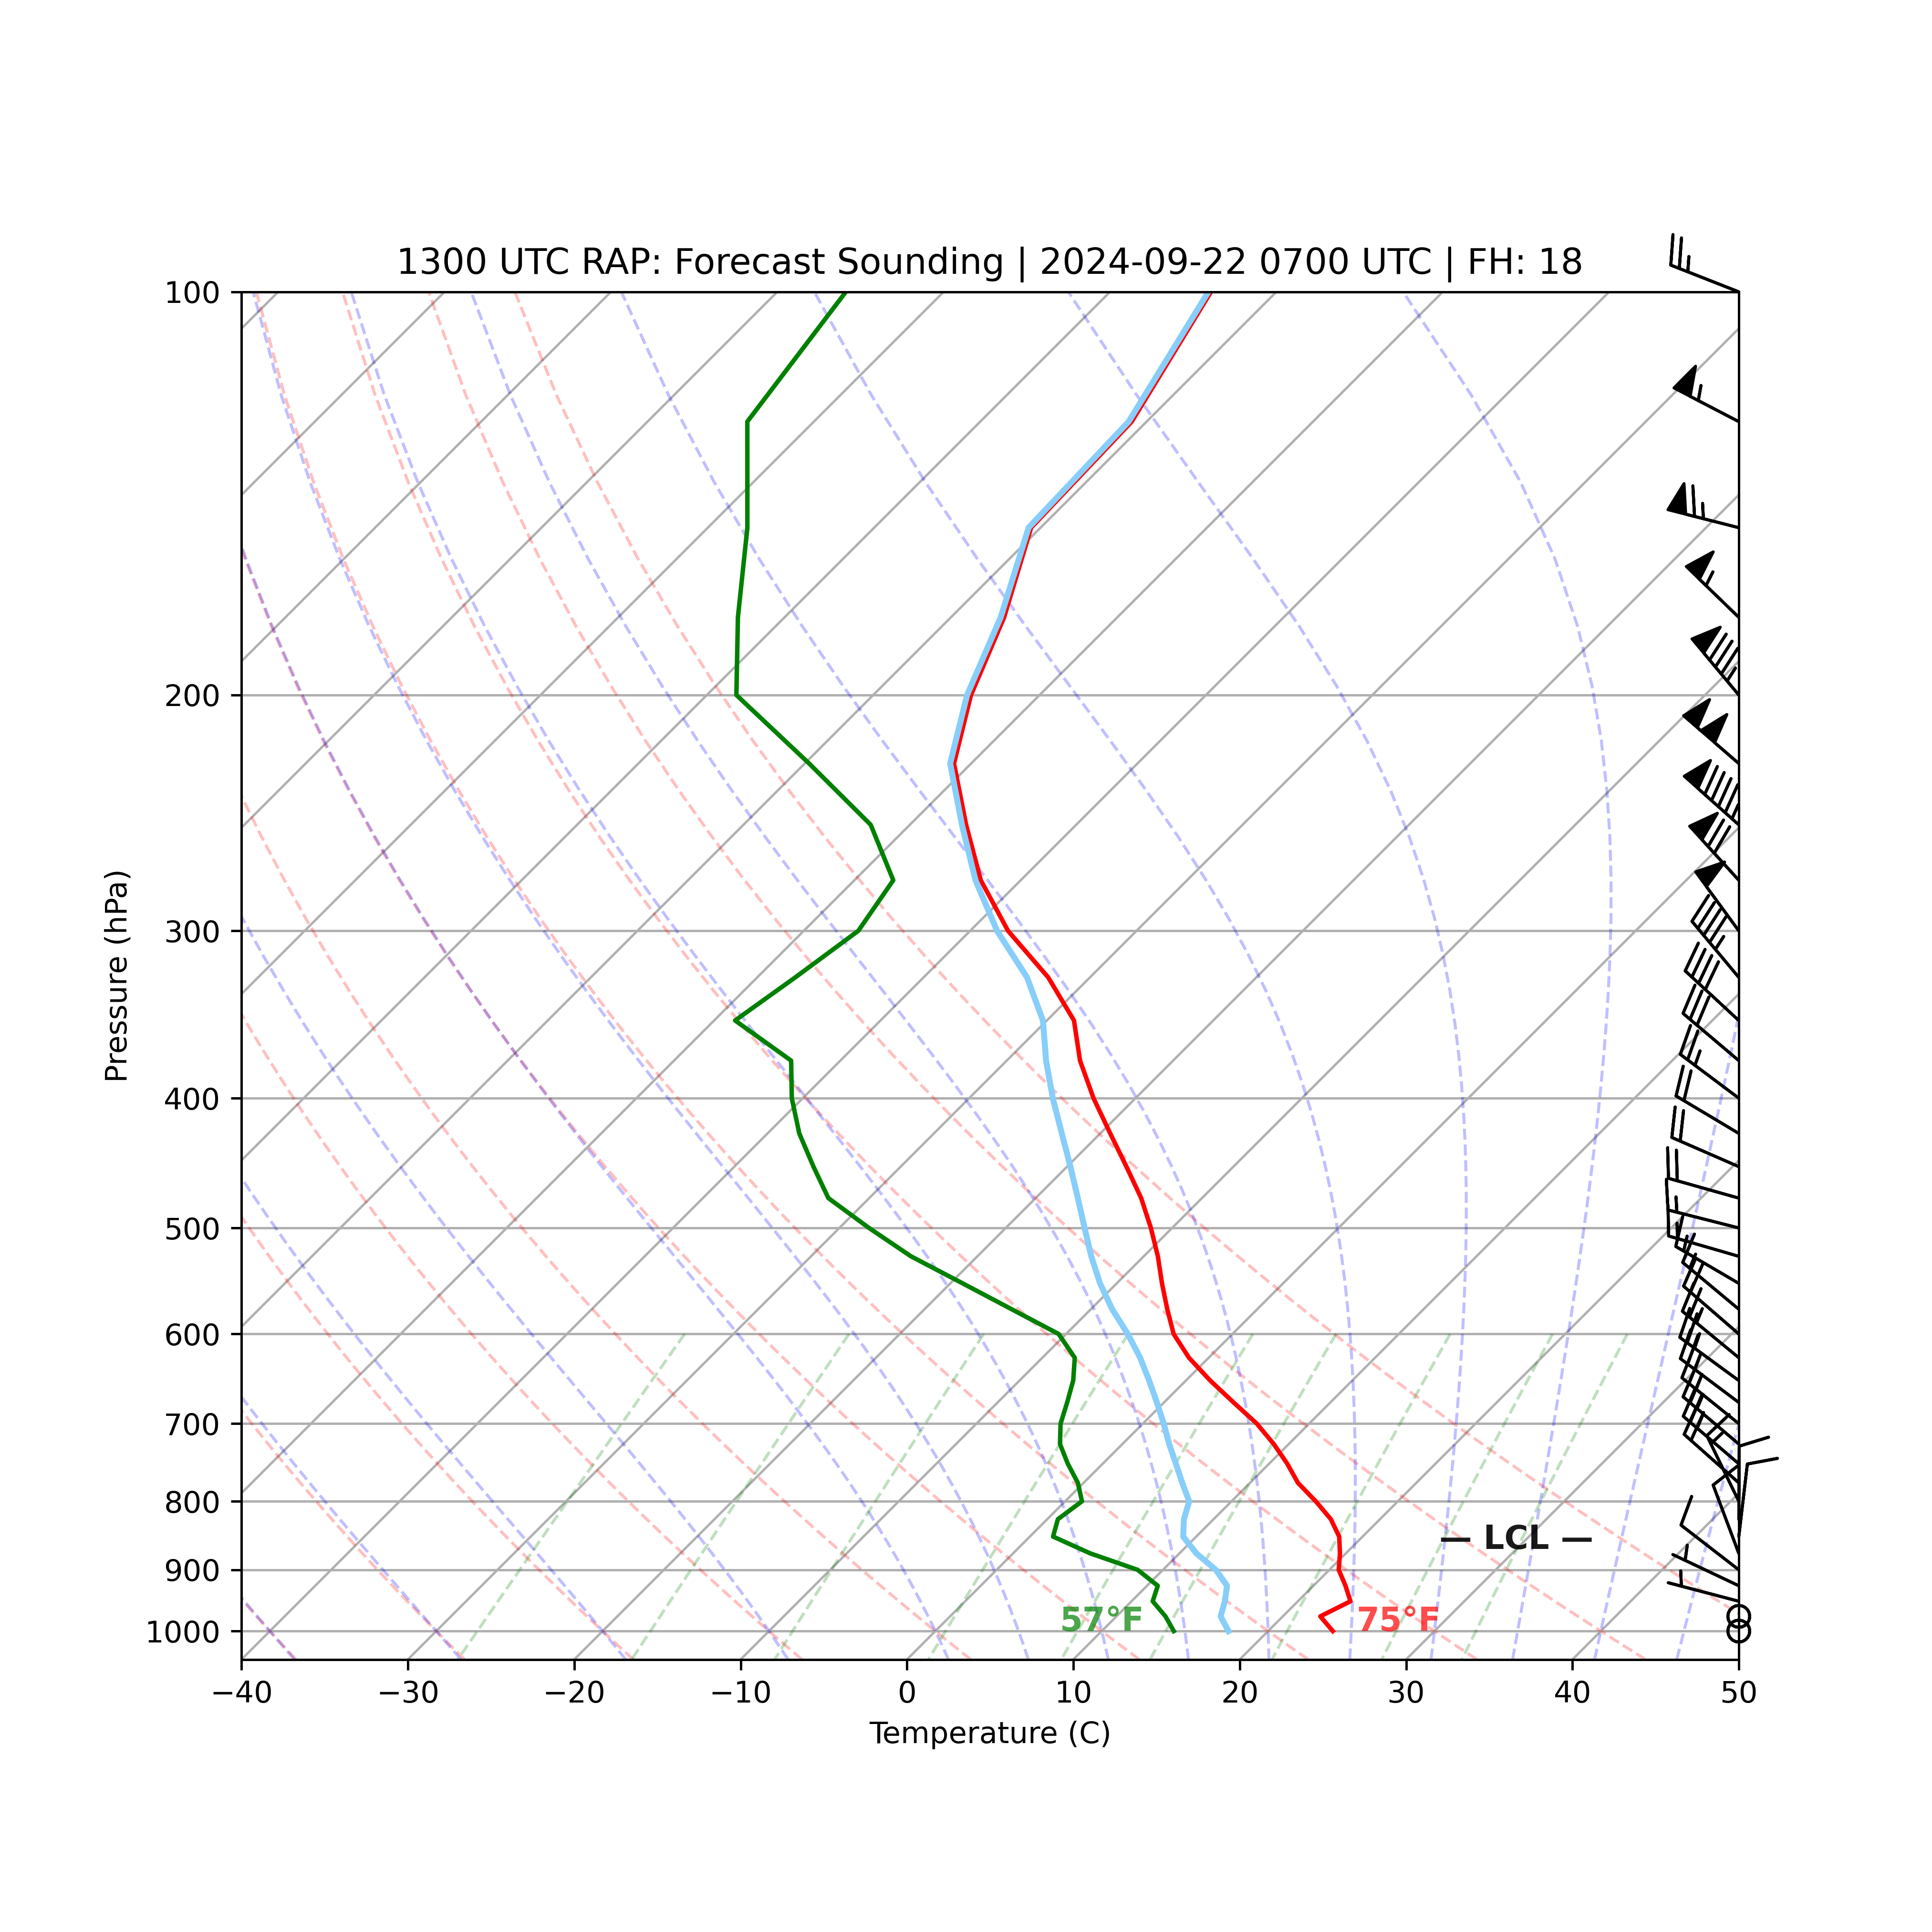 1300 UTC RAP: Forecast Sounding | 2024-09-22 0700 UTC | FH: 18
100
200
300
400
500
600
700
800
900
1000
Pressure (hPa)
— LCL —
57°F
75°F
−40 −30 −20 −10 0 10 20 30 40 50
Temperature (C)